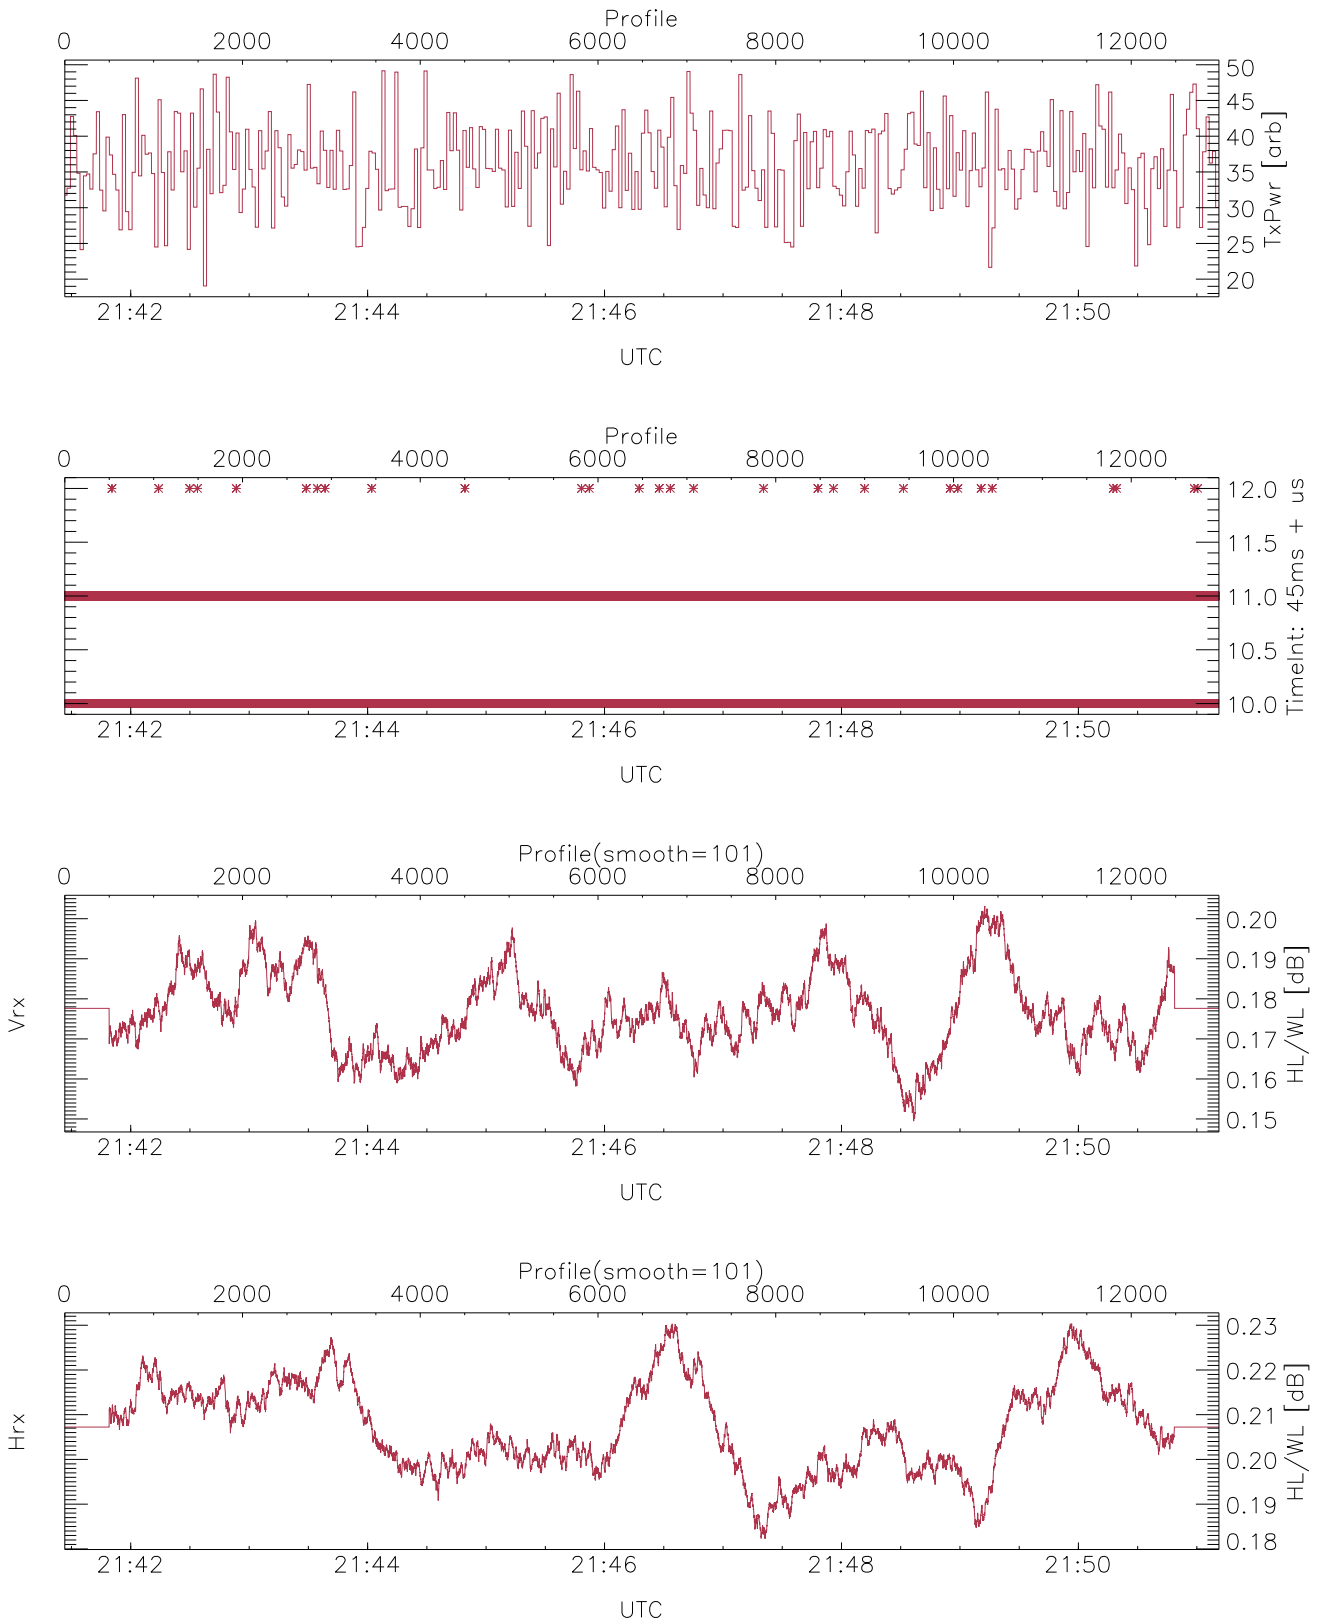 Profile
0 2000 4000 6000 8000 10000 12000
50
45
40
35
30
25
20
TxPwr [arb]
21:42 21:44 21:46 21:48 21:50
UTC
Profile
0 2000 4000 6000 8000 10000 12000
12.0
11.5
11.0
10.5
10.0
TimeInt: 45ms + us
21:42 21:44 21:46 21:48 21:50
UTC
Profile(smooth=101)
0 2000 4000 6000 8000 10000 12000
Vrx
0.20
0.19
0.18
0.17
0.16
0.15
HL/WL [dB]
21:42 21:44 21:46 21:48 21:50
UTC
Profile(smooth=101)
0 2000 4000 6000 8000 10000 12000
Hrx
0.23
0.22
0.21
0.20
0.19
0.18
HL/WL [dB]
21:42 21:44 21:46 21:48 21:50
UTC